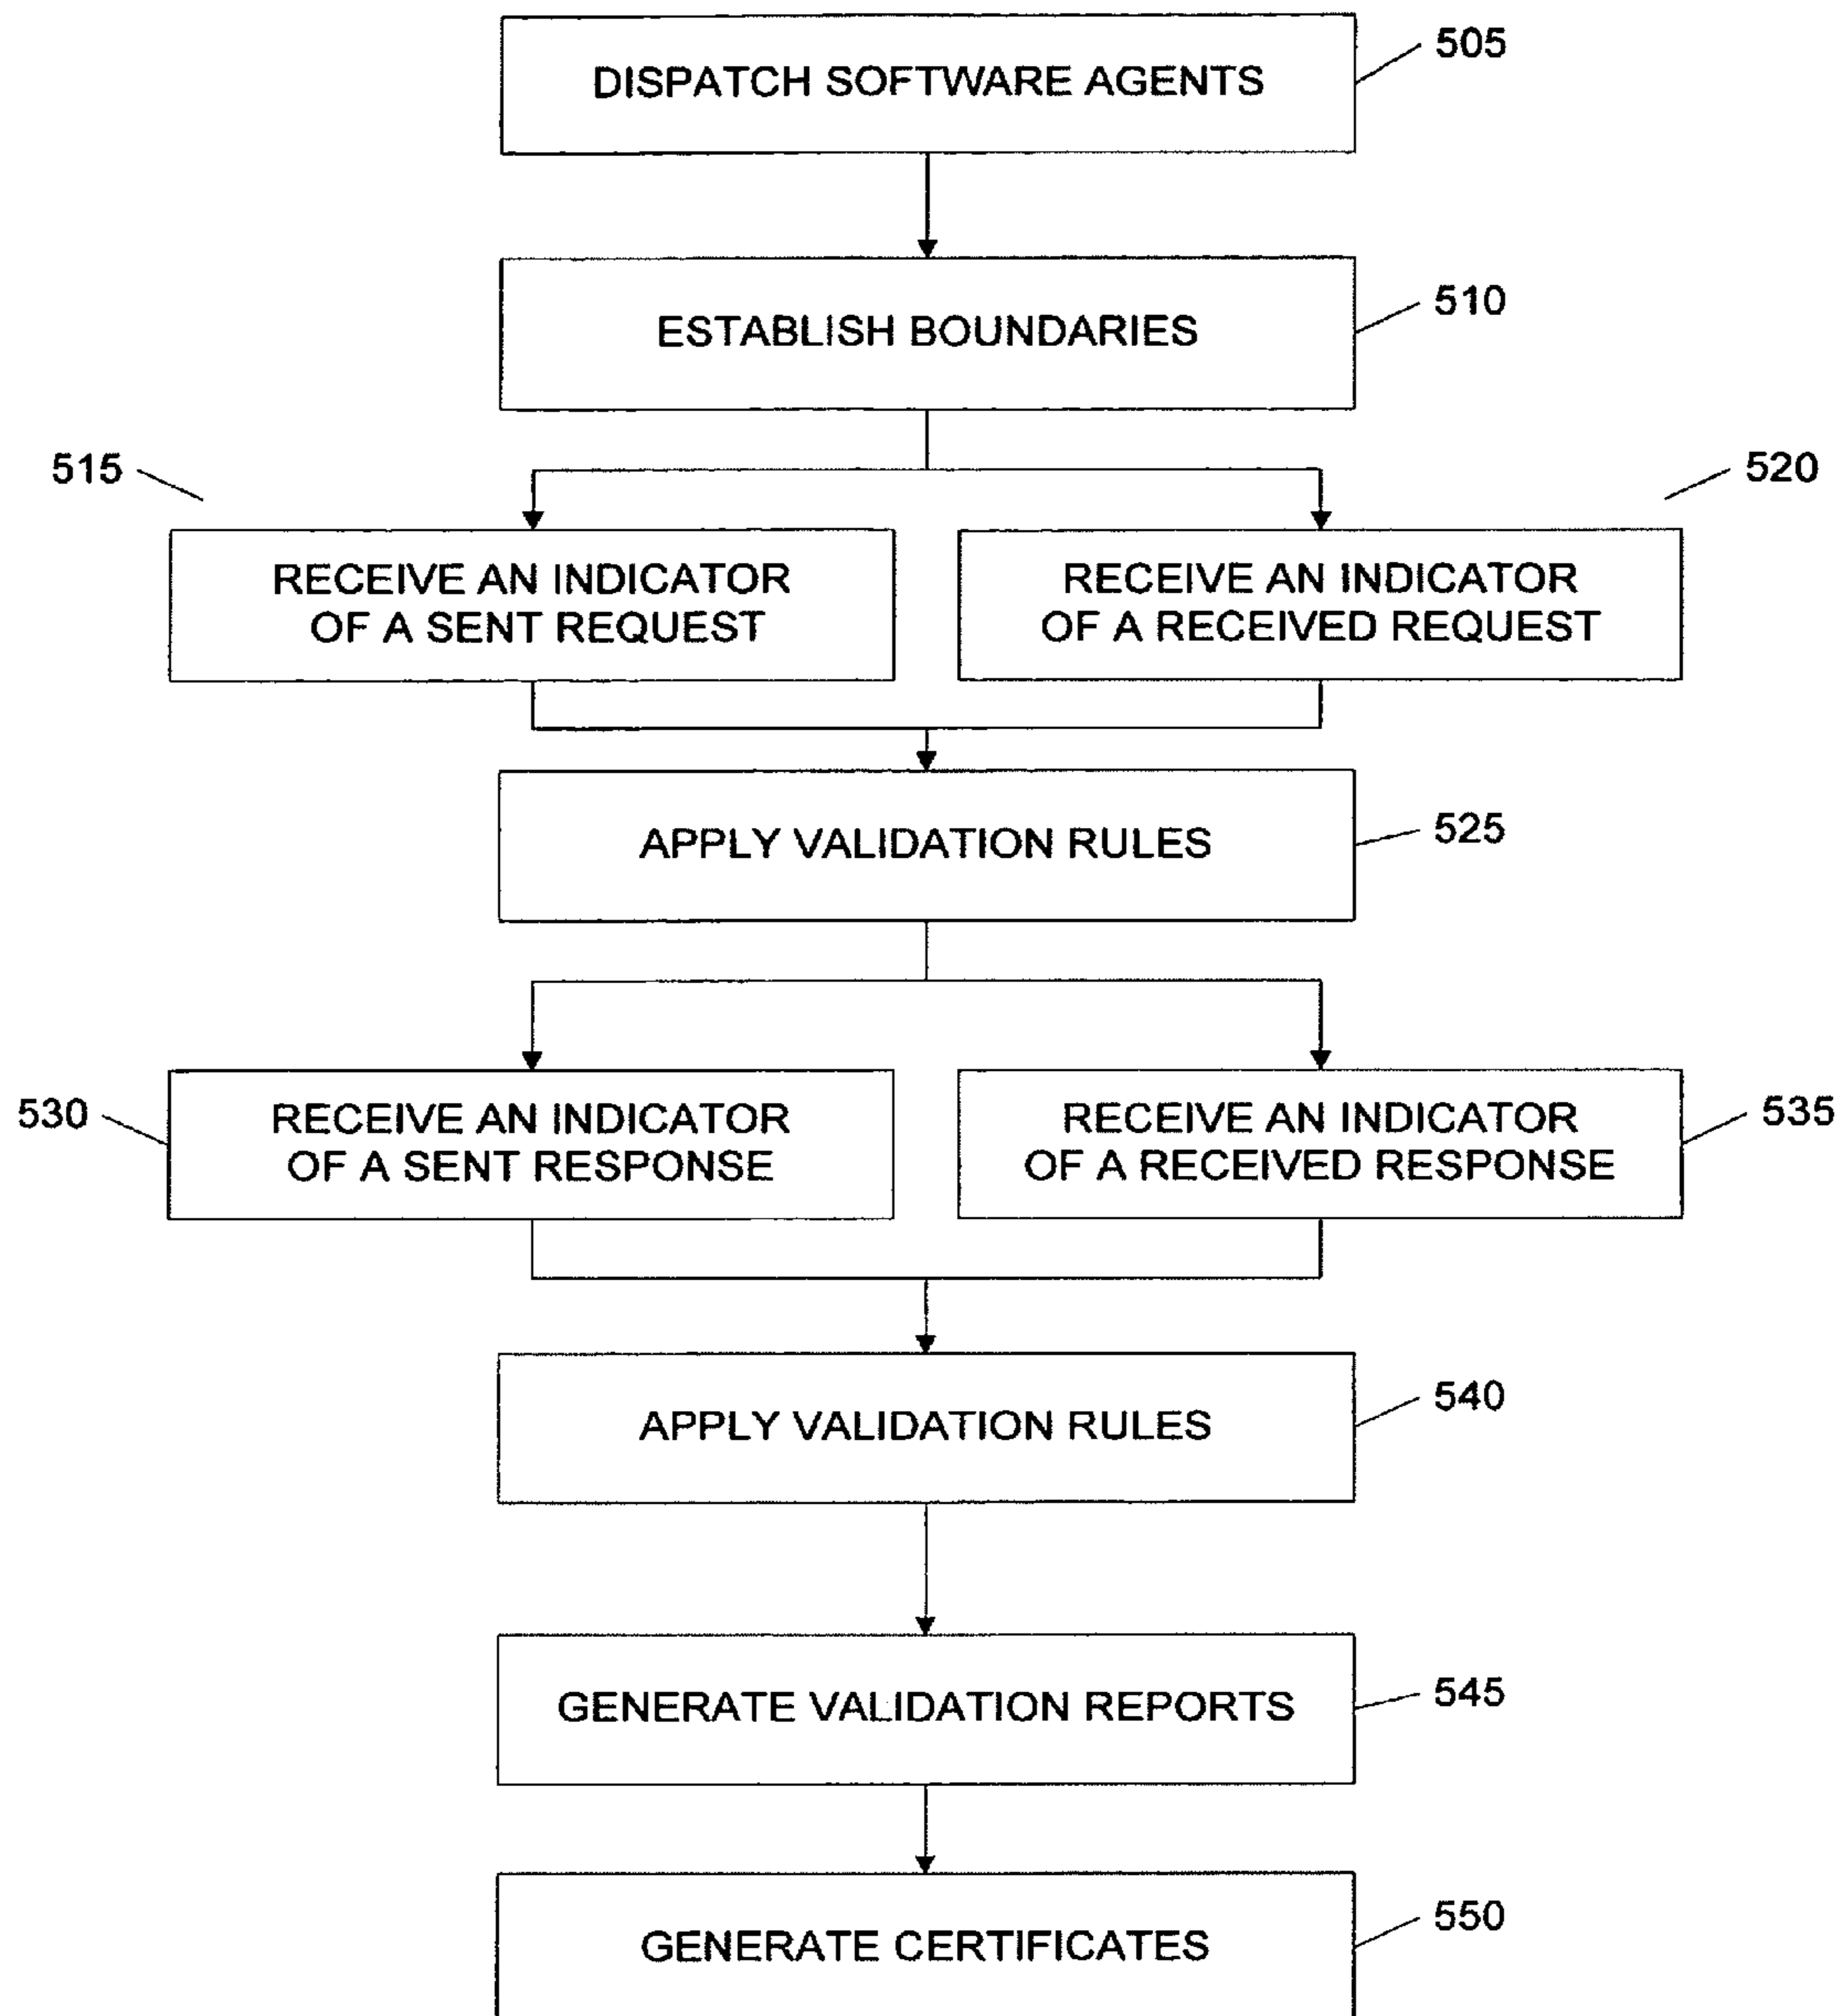 DISPATCH SOFTWARE AGENTS
505
ESTABLISH BOUNDARIES
510
515
520
RECEIVE AN INDICATOR
OF A SENT REQUEST
RECEIVE AN INDICATOR
OF A RECEIVED REQUEST
APPLY VALIDATION RULES
525
530
RECEIVE AN INDICATOR
OF A SENT RESPONSE
RECEIVE AN INDICATOR
OF A RECEIVED RESPONSE
535
APPLY VALIDATION RULES
540
GENERATE VALIDATION REPORTS
545
GENERATE CERTIFICATES
550